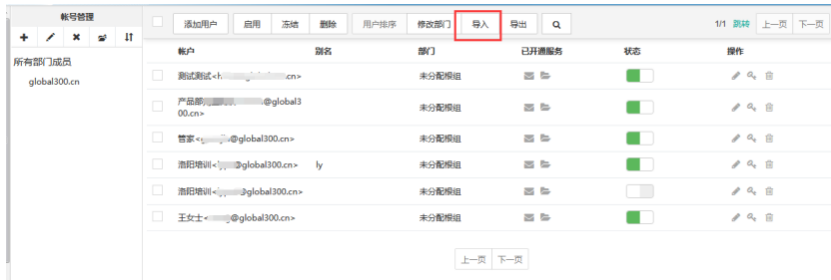 帐号管理
所有部门成员
global300.cn
添加用户 启用 冻结 删除 用户排序 修改部门 导入 导出 1/1 跳转 上一页 下一页
帐户 别名 部门 已开通服务 状态 操作
测试测试< .cn> 未分配模组
产品部 @global3
00.cn> 未分配模组
管家< @global300.cn> 未分配模组
洛阳培训< @global300.cn> ly 未分配模组
洛阳培训< @global300.cn> 未分配模组
王女士< @global300.cn> 未分配模组
上一页 下一页